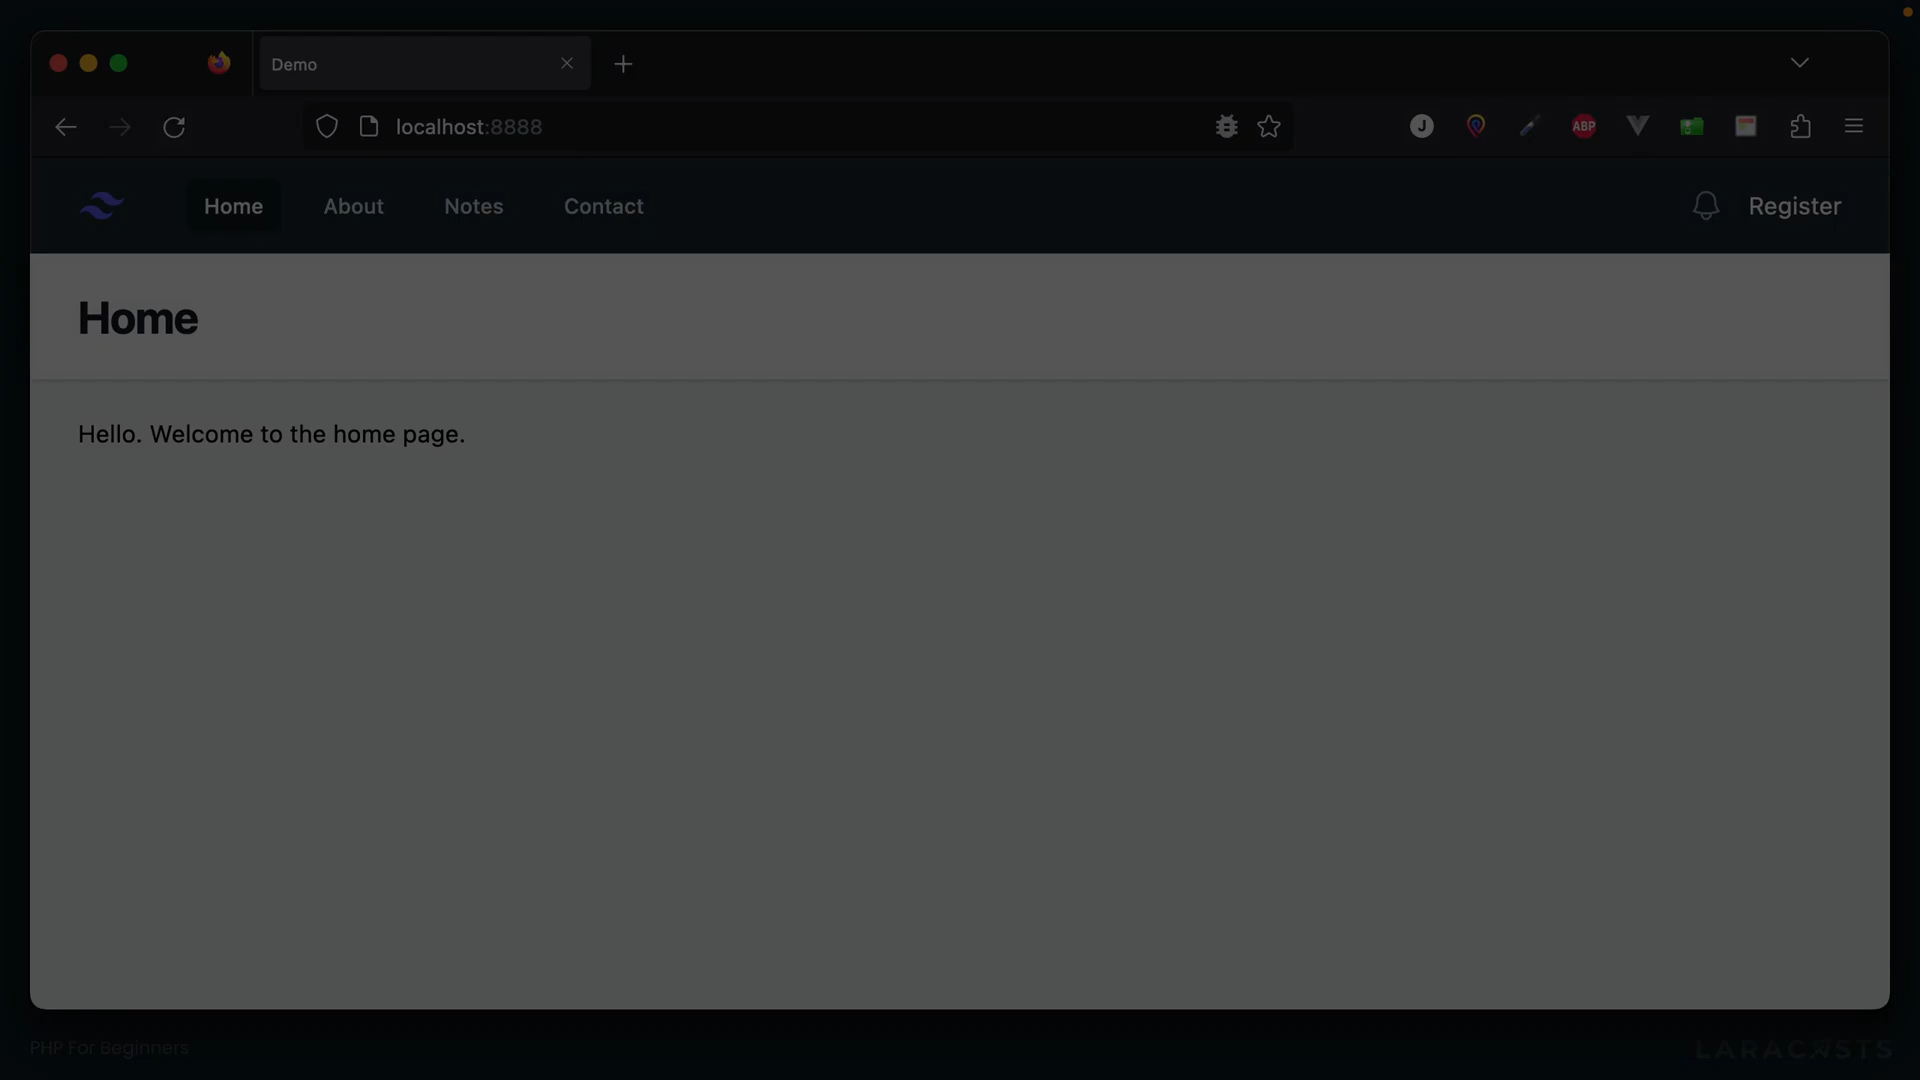 Demo
localhost:8888
J
ABP
Home
About
Notes
Contact
Register
Home
Hello. Welcome to the home page.
PHP For Beginners
LARACASTS